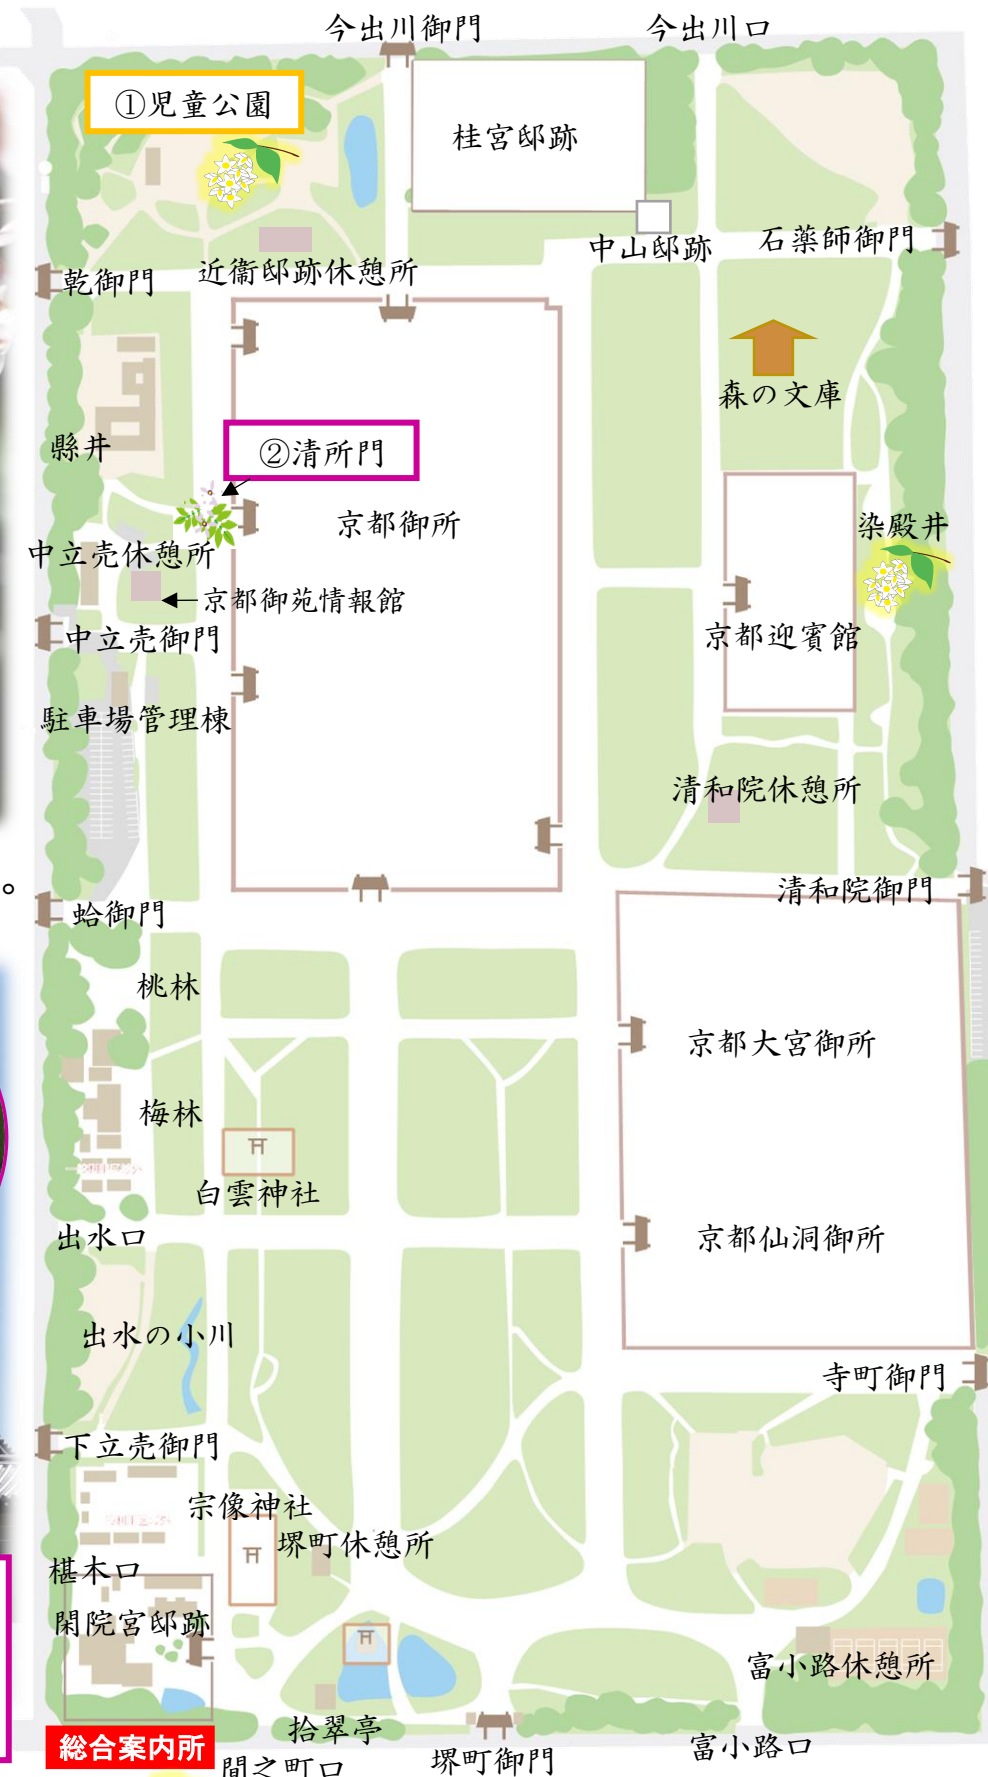 今出川御門
今出川口
①児童公園
桂宮邸跡
中山邸跡
石薬師御門
乾御門
近衞邸跡休憩所
森の文庫
縣井
②清所門
京都御所
染殿井
中立売休憩所
京都御苑情報館
中立売御門
京都迎賓館
駐車場管理棟
清和院休憩所
清和院御門
。
蛤御門
桃林
京都大宮御所
梅林
白雲神社
出水口
京都仙洞御所
出水の小川
寺町御門
下立売御門
宗像神社
堺町休憩所
椹木口
閑院宮邸跡
富小路休憩所
拾翠亭
総合案内所
間之町口
堺町御門
富小路口